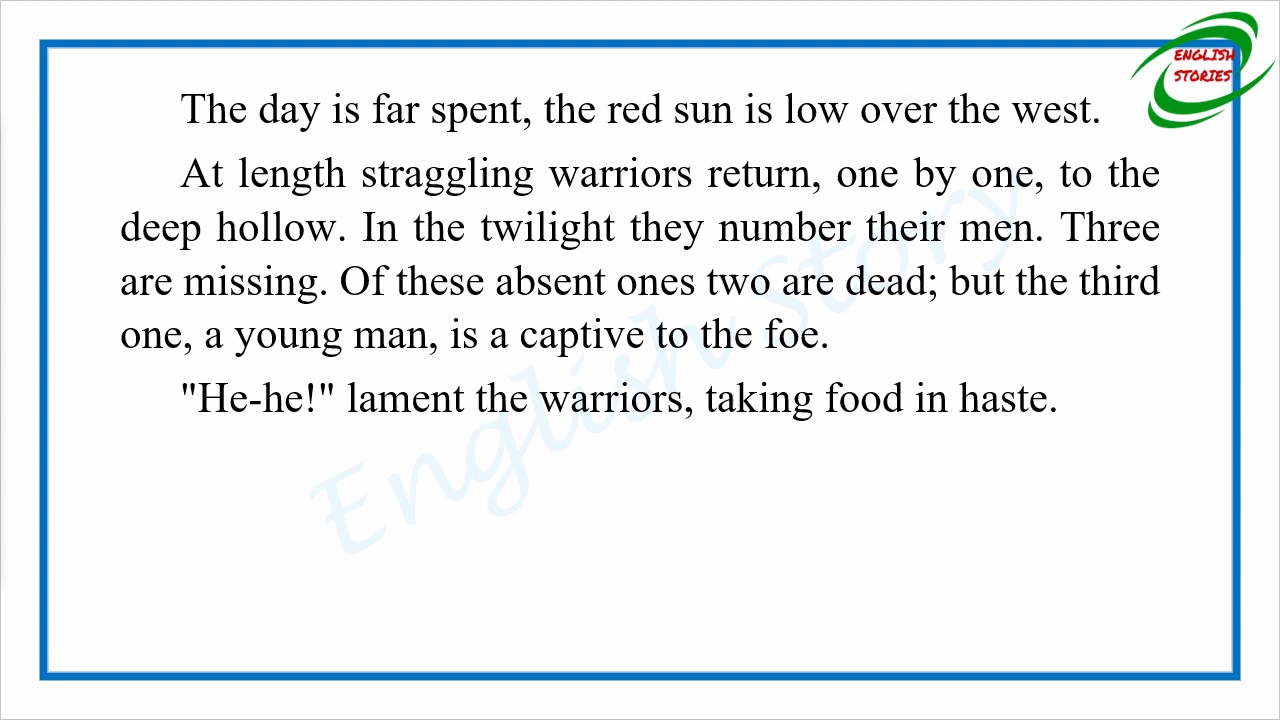 ENGLISH
STORIES
The day is far spent, the red sun is low over the west.
At length straggling warriors return, one by one, to the
deep hollow. In the twilight they number their men. Three
are missing. Of these absent ones two are dead; but the third
one, a young man, is a captive to the foe.
"He-he!" lament the warriors, taking food in haste.
English Story